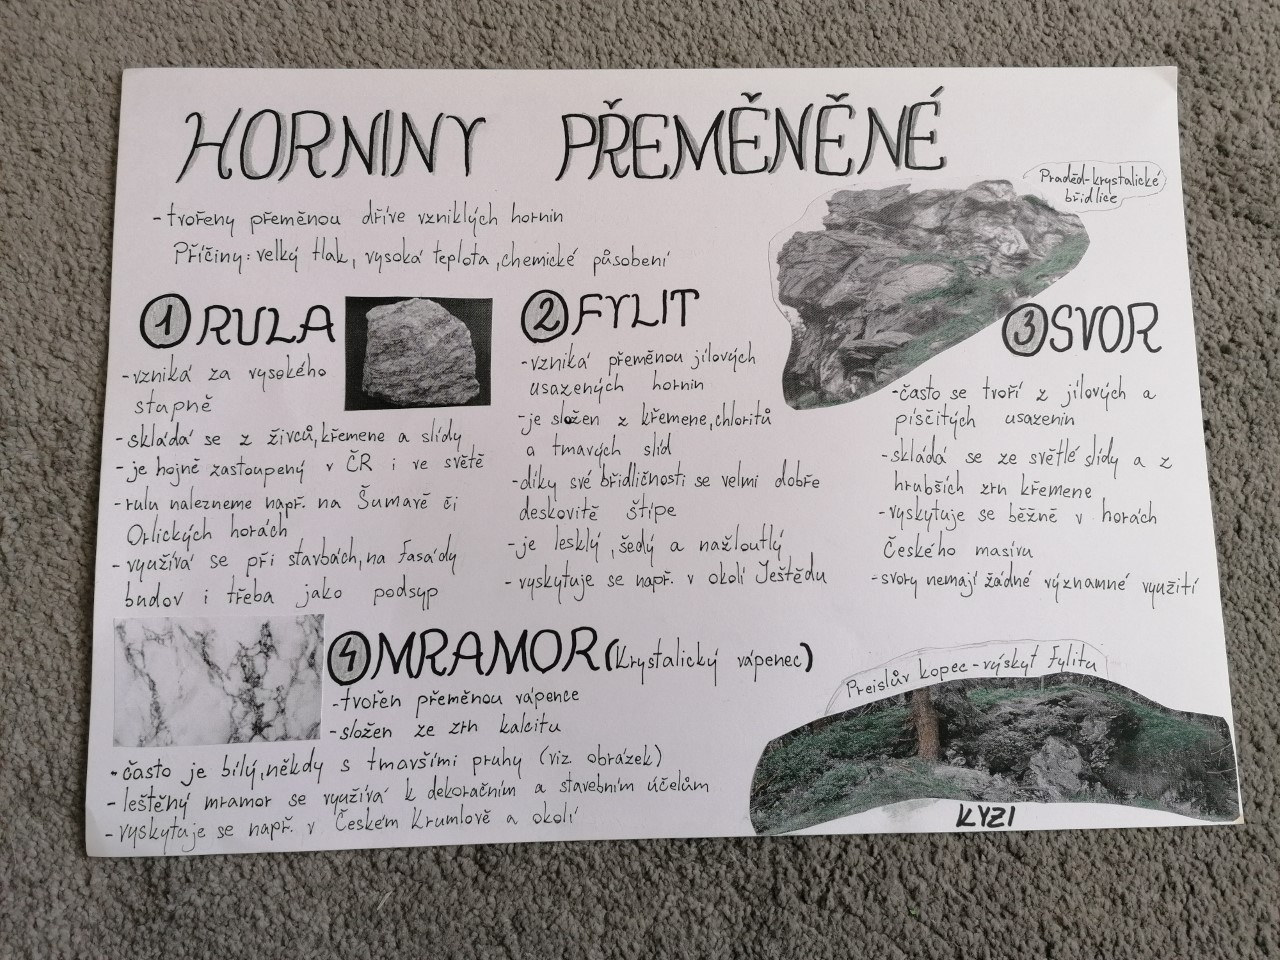 HORNINY PŘEMĚNĚNÉ
-tvořeny přeměnou dříve vzniklých hornin
Příčiny: velký tlak, vysoká teplota, chemické působení
Praděd-krystalické
břidlice
1 RULA
-vzniká za vysokého
stapně
-skládá se z živců, křemene a slídy
-je hojně zastoupený v ČR i ve světě
-rulu nalezneme např. na Šumavě či
Orlických horách
-využívá se při stavbách, na fasády
budov i třeba jako podsyp
2 FYLIT
-vzniká přeměnou jílových
usazených hornin
-je složen z křemene, chloritů
a tmavých slíd
-díky své břidličnosti se velmi dobře
deskovitě štípe
-je lesklý, šedý a nažloutlý
-vyskytuje se např. v okolí Ještědu
3 SVOR
-často se tvoří z jílových a
písčitých usazenin
-skládá se ze světlé slídy a z
hrubších zrn křemene
-vyskytuje se běžně v horách
Českého masivu
-svory nemají žádné významné využití
4 MRAMOR (Krystalický vápenec)
-tvořen přeměnou vápence
-složen ze zrn kalcitu
-často je bílý, někdy s tmavšími pruhy (viz obrázek)
-leštěný mramor se využívá k dekoračním a stavebním účelům
-vyskytuje se např. v Českém Krumlově a okolí
Preislův kopec-výskyt fylitu
KYZI